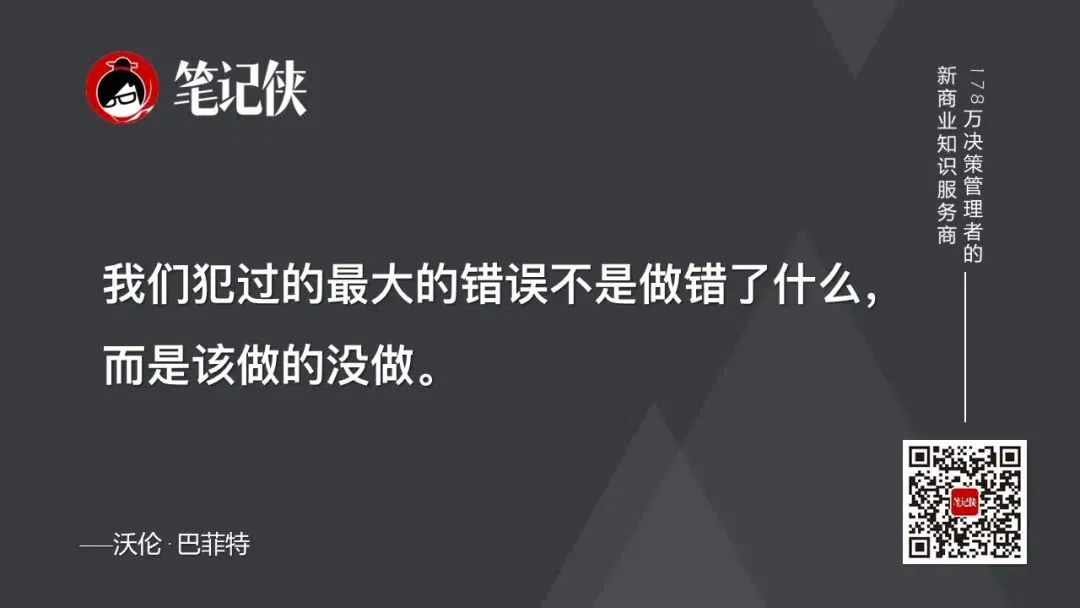 笔记侠
178万决策管理者的
新商业知识服务商
我们犯过的最大的错误不是做错了什么，
而是该做的没做。
——沃伦·巴菲特
笔记侠